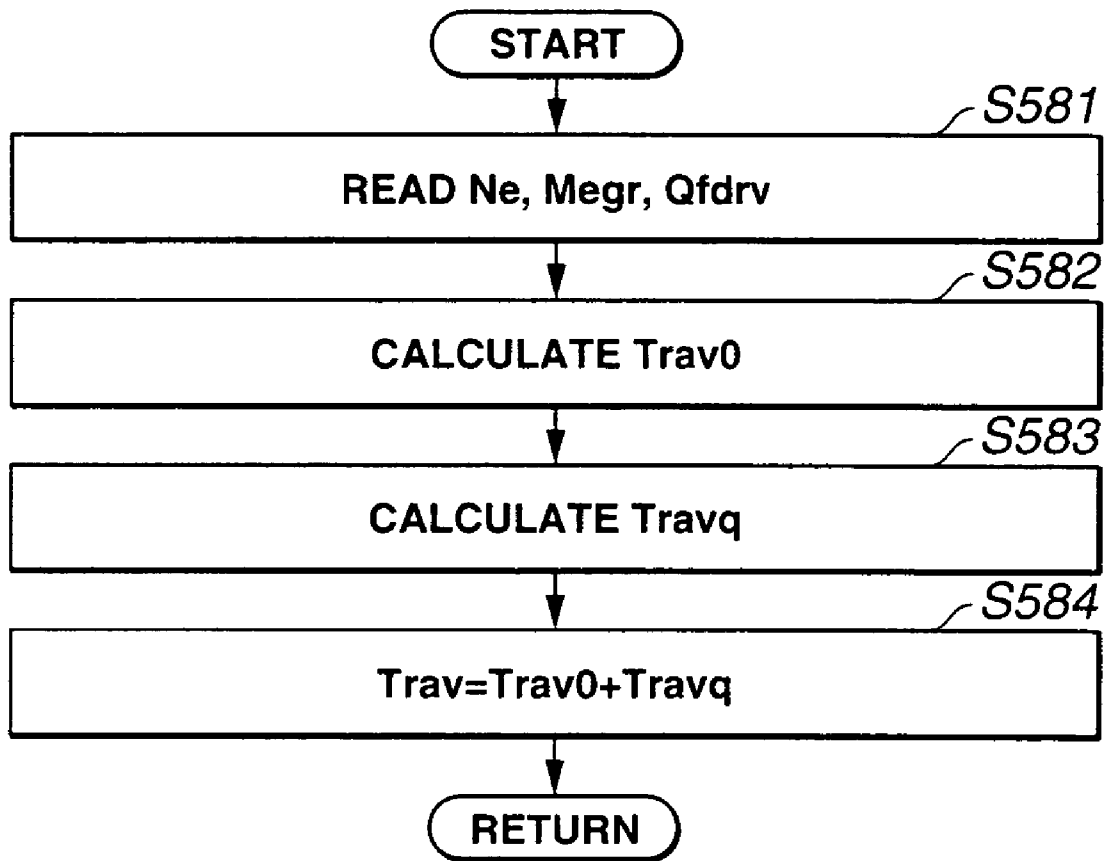 START
S581
READ Ne, Megr, Qfdrv
S582
CALCULATE Trav0
S583
CALCULATE Travq
S584
Trav=Trav0+Travq
RETURN